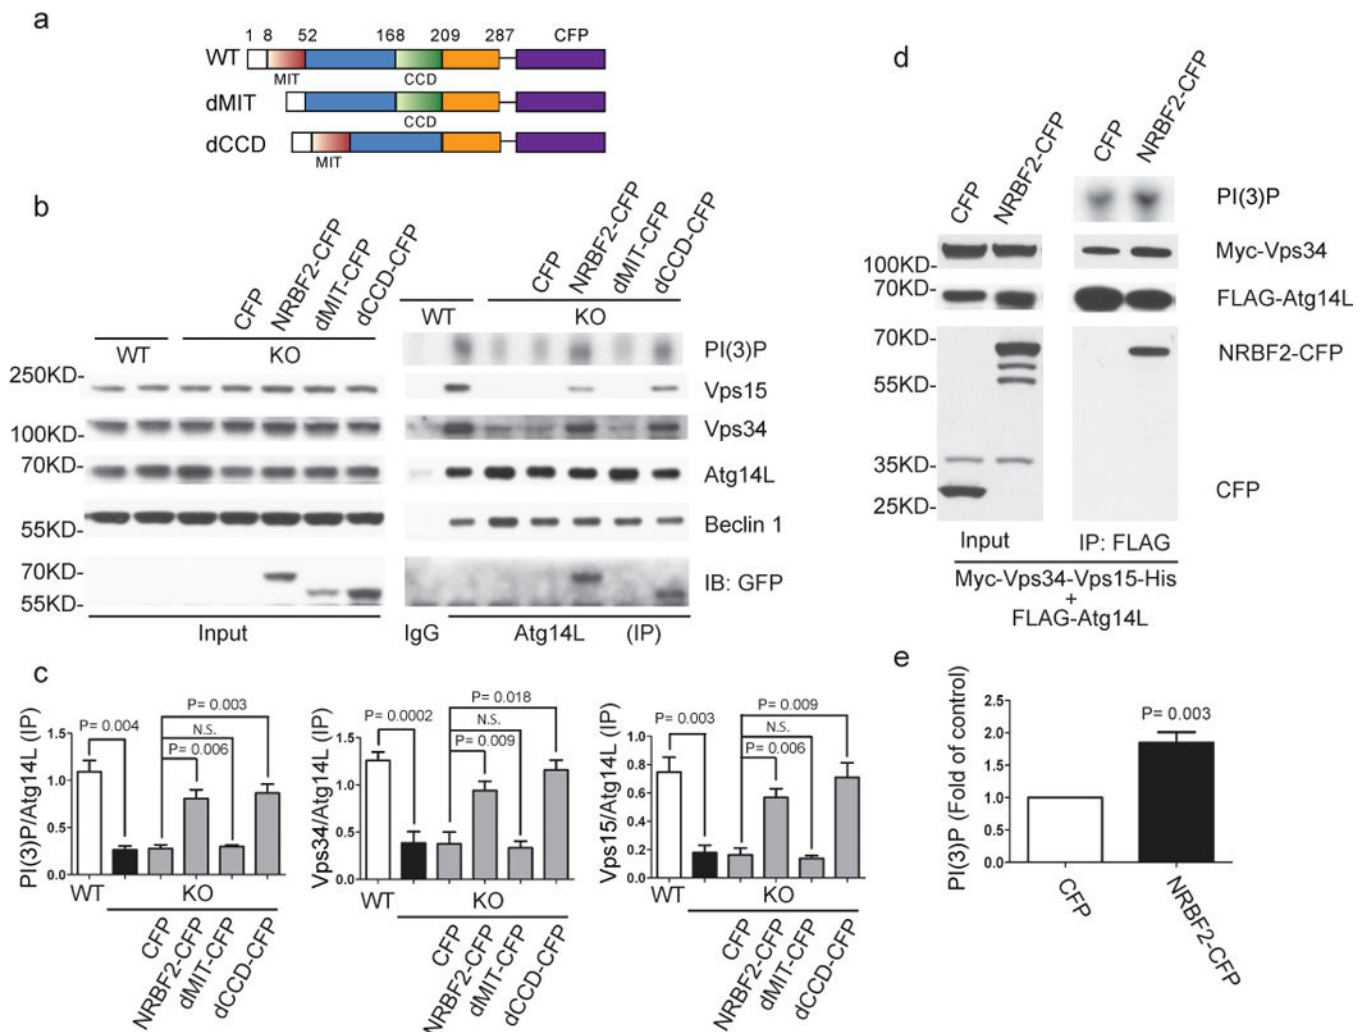 a
1 8 52 168 209 287 CFP
WT
MIT CCD
dMIT
CCD
dCCD
MIT
b
CFP
NRBF2-CFP
dMIT-CFP
dCCD-CFP
WT KO
250KD-
100KD-
70KD-
55KD-
70KD-
55KD-
Input
CFP
NRBF2-CFP
dMIT-CFP
dCCD-CFP
WT KO
PI(3)P
Vps15
Vps34
Atg14L
Beclin 1
IB: GFP
IgG Atg14L (IP)
c
PI(3)P/Atg14L (IP)
1.5
1.0
0.5
0.0
P= 0.004
P= 0.003
N.S.
P= 0.006
WT KO
CFP
NRBF2-CFP
dMIT-CFP
dCCD-CFP
Vps34/Atg14L (IP)
1.5
1.0
0.5
0.0
P= 0.0002
P= 0.018
N.S.
P= 0.009
WT KO
CFP
NRBF2-CFP
dMIT-CFP
dCCD-CFP
Vps15/Atg14L (IP)
1.0
0.8
0.6
0.4
0.2
0.0
P= 0.003
P= 0.009
N.S.
P= 0.006
WT KO
CFP
NRBF2-CFP
dMIT-CFP
dCCD-CFP
d
CFP
NRBF2-CFP
CFP
NRBF2-CFP
PI(3)P
Myc-Vps34
100KD-
70KD-
FLAG-Atg14L
70KD-
NRBF2-CFP
55KD-
35KD-
CFP
25KD-
Input IP: FLAG
Myc-Vps34-Vps15-His
+
FLAG-Atg14L
e
PI(3)P (Fold of control)
2.5
2.0
1.5
1.0
0.5
0.0
P= 0.003
CFP
NRBF2-CFP